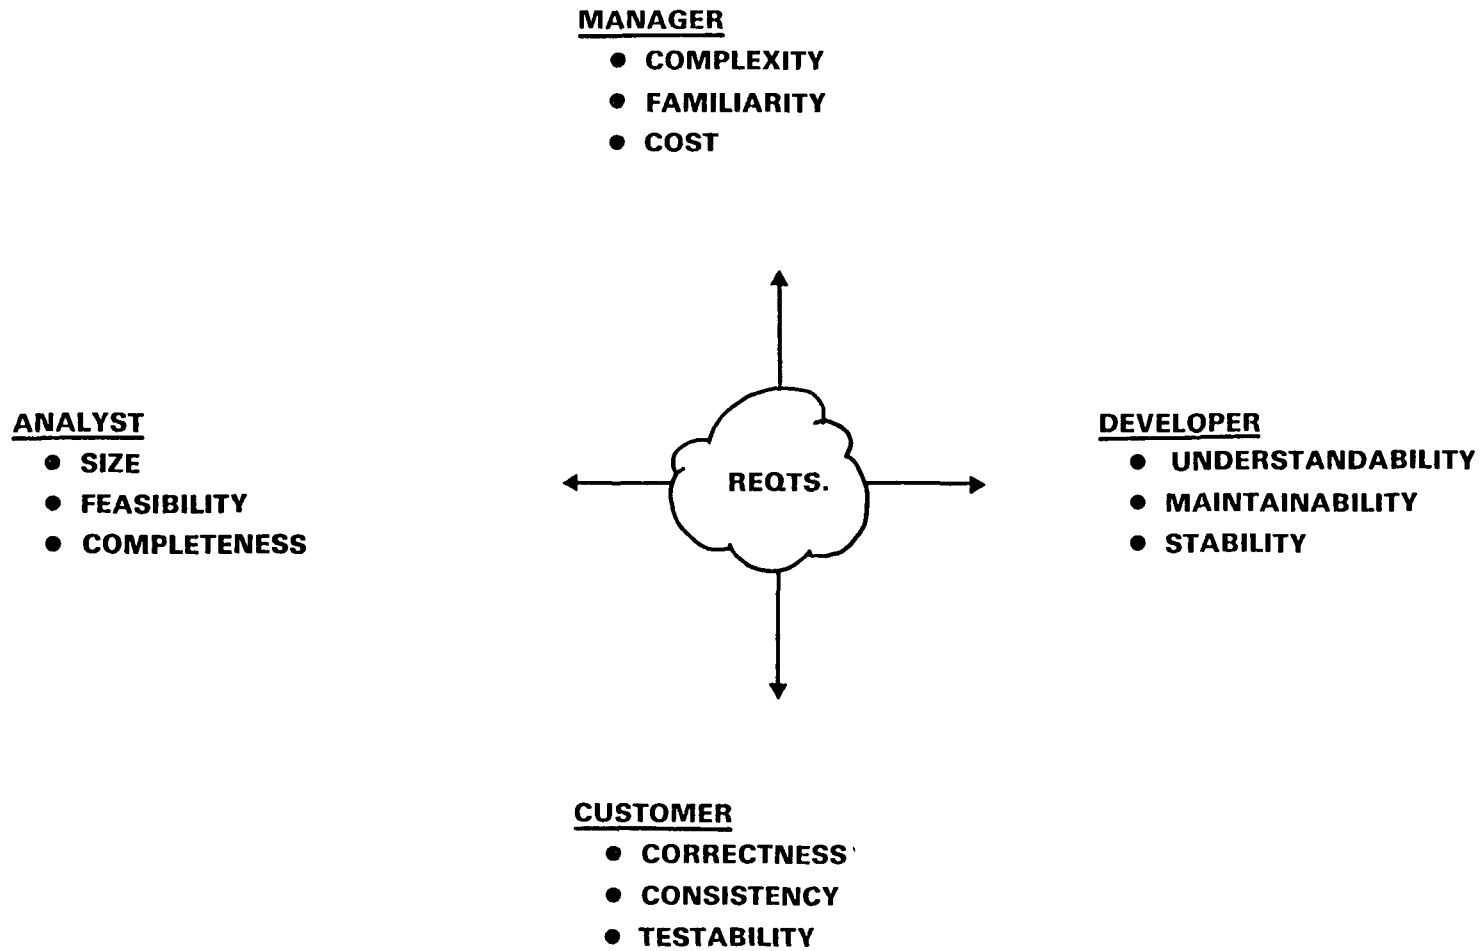 MANAGER
● COMPLEXITY
● FAMILIARITY
● COST
ANALYST
● SIZE
● FEASIBILITY
● COMPLETENESS
REQTS.
DEVELOPER
● UNDERSTANDABILITY
● MAINTAINABILITY
● STABILITY
CUSTOMER
● CORRECTNESS
● CONSISTENCY
● TESTABILITY